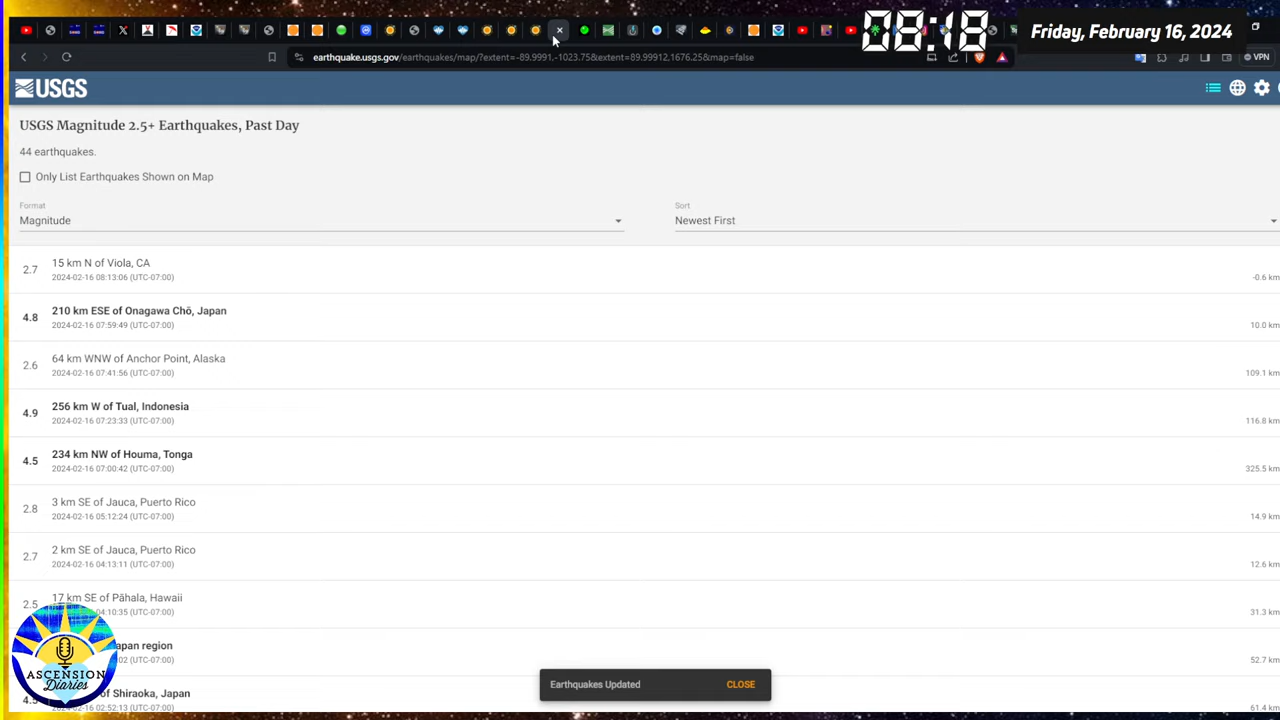 08:18
Friday, February 16, 2024
earthquake.usgs.gov/earthquakes/map/?extent=-89.9991,-1023.75&extent=89.99912,1676.25&map=false
VPN
USGS
USGS Magnitude 2.5+ Earthquakes, Past Day
44 earthquakes.
Only List Earthquakes Shown on Map
Format
Magnitude
Sort
Newest First
2.7 15 km N of Viola, CA
2024-02-16 08:13:06 (UTC-07:00) -0.6 km
4.8 210 km ESE of Onagawa Chō, Japan
2024-02-16 07:59:49 (UTC-07:00) 10.0 km
2.6 64 km WNW of Anchor Point, Alaska
2024-02-16 07:41:56 (UTC-07:00) 109.1 km
4.9 256 km W of Tual, Indonesia
2024-02-16 07:23:33 (UTC-07:00) 116.8 km
4.5 234 km NW of Houma, Tonga
2024-02-16 07:00:42 (UTC-07:00) 325.5 km
2.8 3 km SE of Jauca, Puerto Rico
2024-02-16 05:12:24 (UTC-07:00) 14.9 km
2.7 2 km SE of Jauca, Puerto Rico
2024-02-16 04:13:11 (UTC-07:00) 12.6 km
2.5 17 km SE of Pāhala, Hawaii
04:10:35 (UTC-07:00) 31.3 km
apan region
02 (UTC-07:00) 52.7 km
of Shiraoka, Japan
02:52:13 (UTC-07:00) 61.4 km
Earthquakes Updated CLOSE
ASCENSION
Diaries